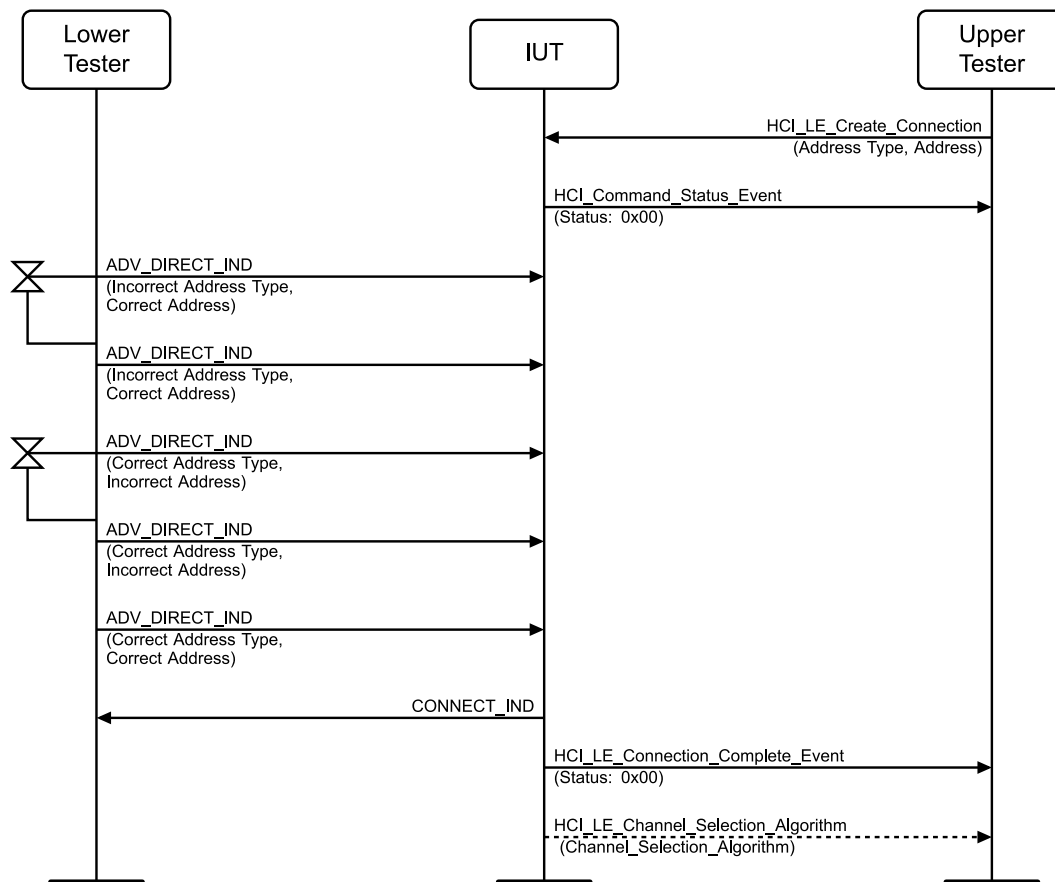 Lower
Tester
IUT
Upper
Tester
HCI_LE_Create_Connection
(Address Type, Address)
HCI_Command_Status_Event
(Status: 0x00)
ADV_DIRECT_IND
(Incorrect Address Type,
Correct Address)
ADV_DIRECT_IND
(Incorrect Address Type,
Correct Address)
ADV_DIRECT_IND
(Correct Address Type,
Incorrect Address)
ADV_DIRECT_IND
(Correct Address Type,
Incorrect Address)
ADV_DIRECT_IND
(Correct Address Type,
Correct Address)
CONNECT_IND
HCI_LE_Connection_Complete_Event
(Status: 0x00)
HCI_LE_Channel_Selection_Algorithm
(Channel_Selection_Algorithm)